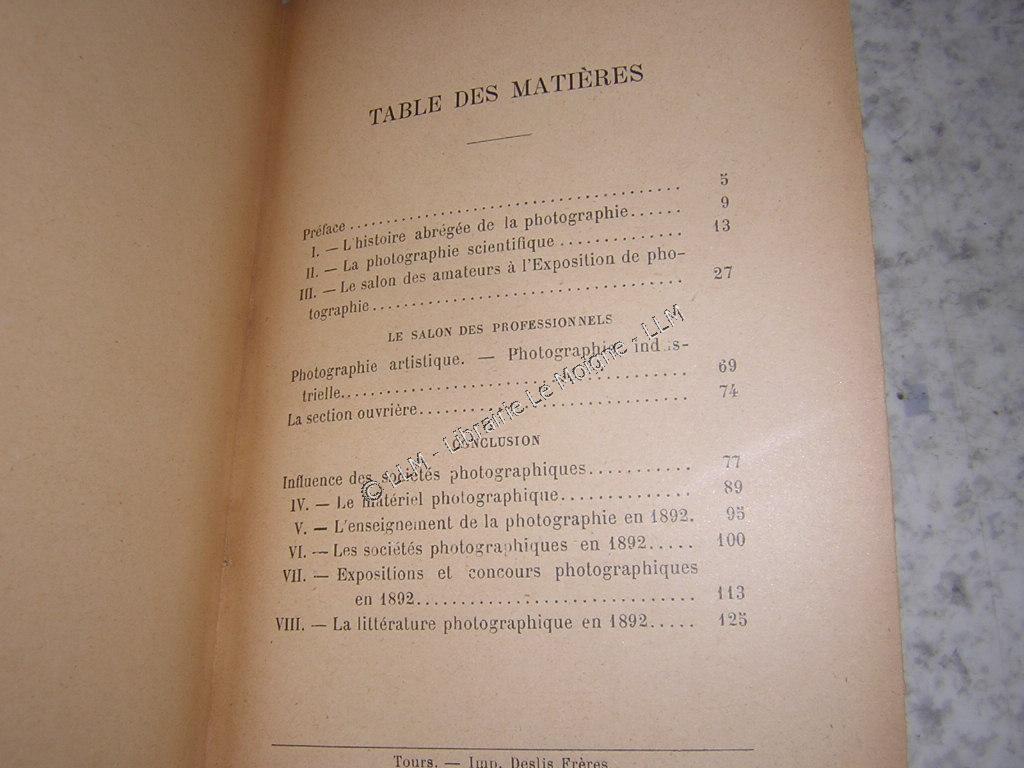 TABLE DES MATIÈRES
Préface ........................................ 5
I. — L'histoire abrégée de la photographie...... 9
II. — La photographie scientifique .............. 13
III. — Le salon des amateurs à l'Exposition de pho-
tographie........................................ 27
LE SALON DES PROFESSIONNELS
Photographie artistique. — Photographie indus-
trielle........................................ 69
La section ouvrière............................ 74
CONCLUSION
Influence des sociétés photographiques........... 77
IV. — Le matériel photographique.............. 89
V. — L'enseignement de la photographie en 1892. 95
VI. — Les sociétés photographiques en 1892..... 100
VII. — Expositions et concours photographiques
en 1892............................... 113
VIII. — La littérature photographique en 1892..... 125
Tours. — Imp. Deslis Frères
© LLM - Librairie Le Moigne - LLM